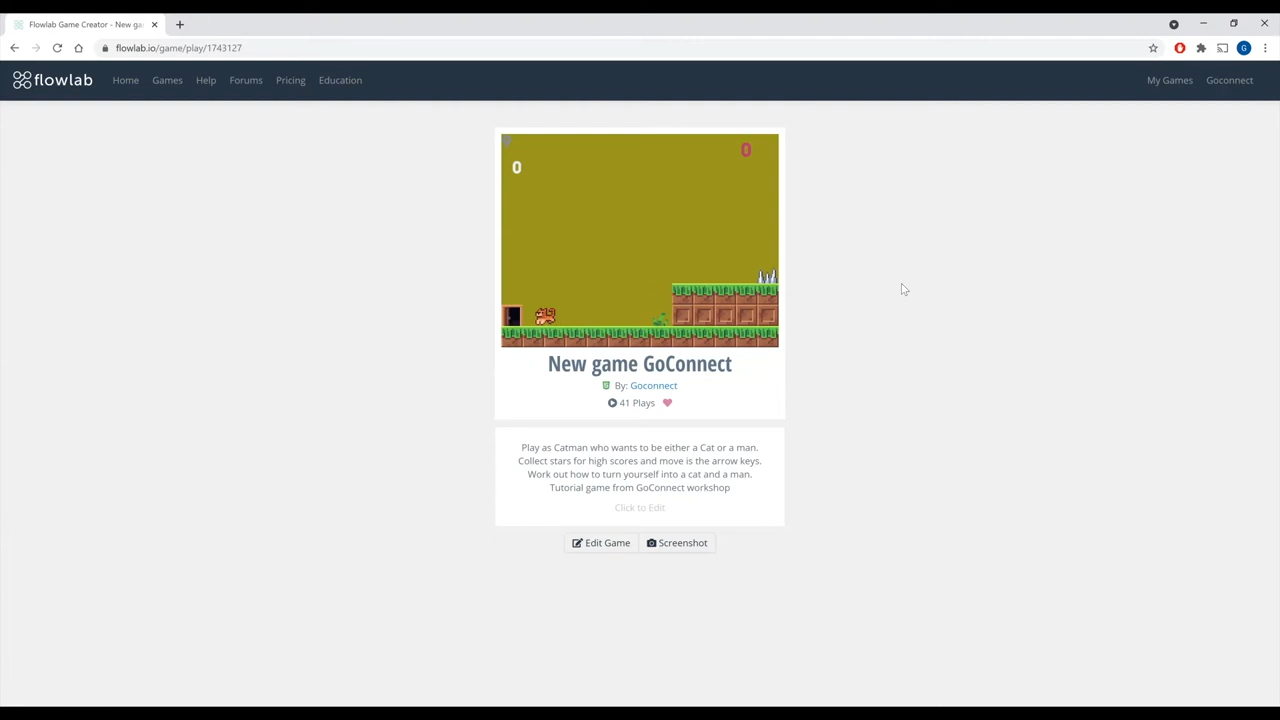 Flowlab Game Creator - New ga
flowlab.io/game/play/1743127
G
flowlab Home Games Help Forums Pricing Education My Games Goconnect
0
0
New game GoConnect
By: Goconnect
41 Plays
Play as Catman who wants to be either a Cat or a man.
Collect stars for high scores and move is the arrow keys.
Work out how to turn yourself into a cat and a man.
Tutorial game from GoConnect workshop
Click to Edit
Edit Game Screenshot